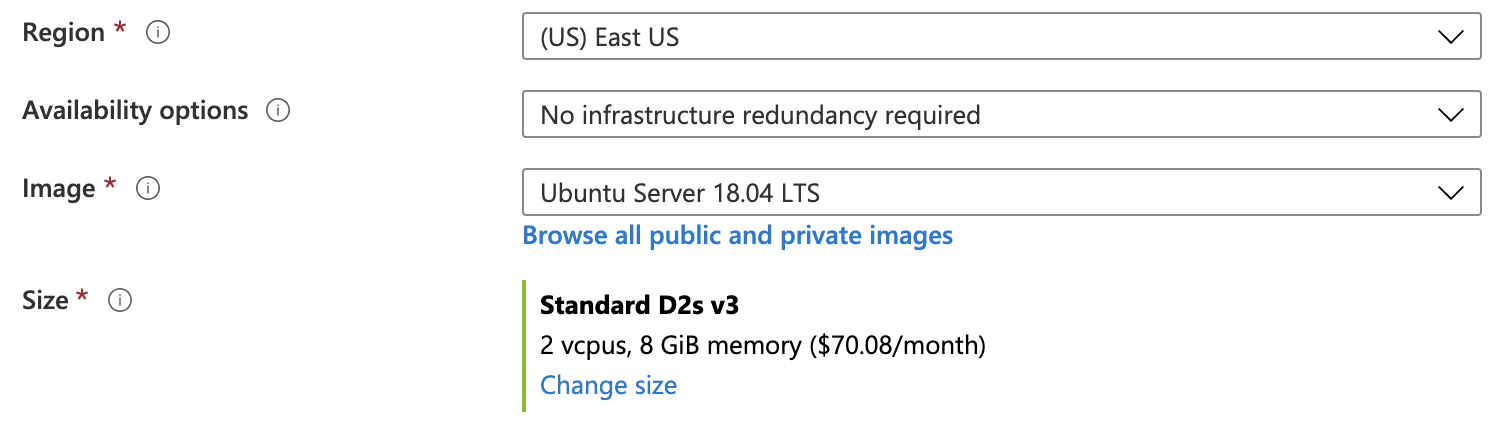 Region *
(US) East US
Availability options
No infrastructure redundancy required
Image *
Ubuntu Server 18.04 LTS
Browse all public and private images
Size *
Standard D2s v3
2 vcpus, 8 GiB memory ($70.08/month)
Change size